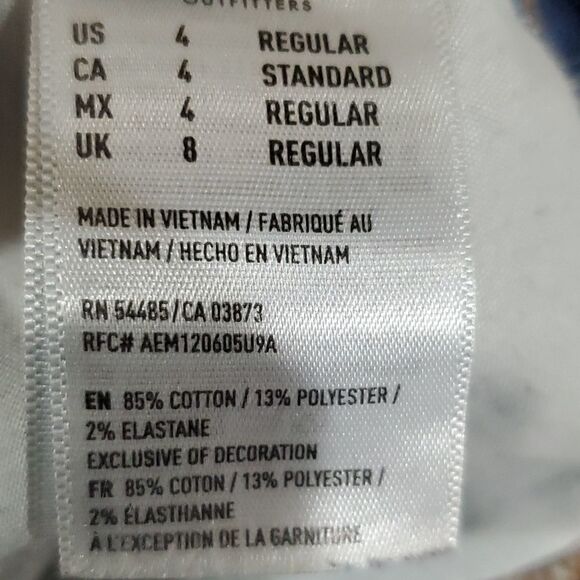 OUTFITTERS
US 4 REGULAR
CA 4 STANDARD
MX 4 REGULAR
UK 8 REGULAR
MADE IN VIETNAM / FABRIQUÉ AU
VIETNAM / HECHO EN VIETNAM
RN 54485/CA 03873
RFC# AEM120605U9A
EN 85% COTTON / 13% POLYESTER /
2% ELASTANE
EXCLUSIVE OF DECORATION
FR 85% COTON / 13% POLYESTER /
2% ÉLASTHANNE
À L'EXCEPTION DE LA GARNITURE